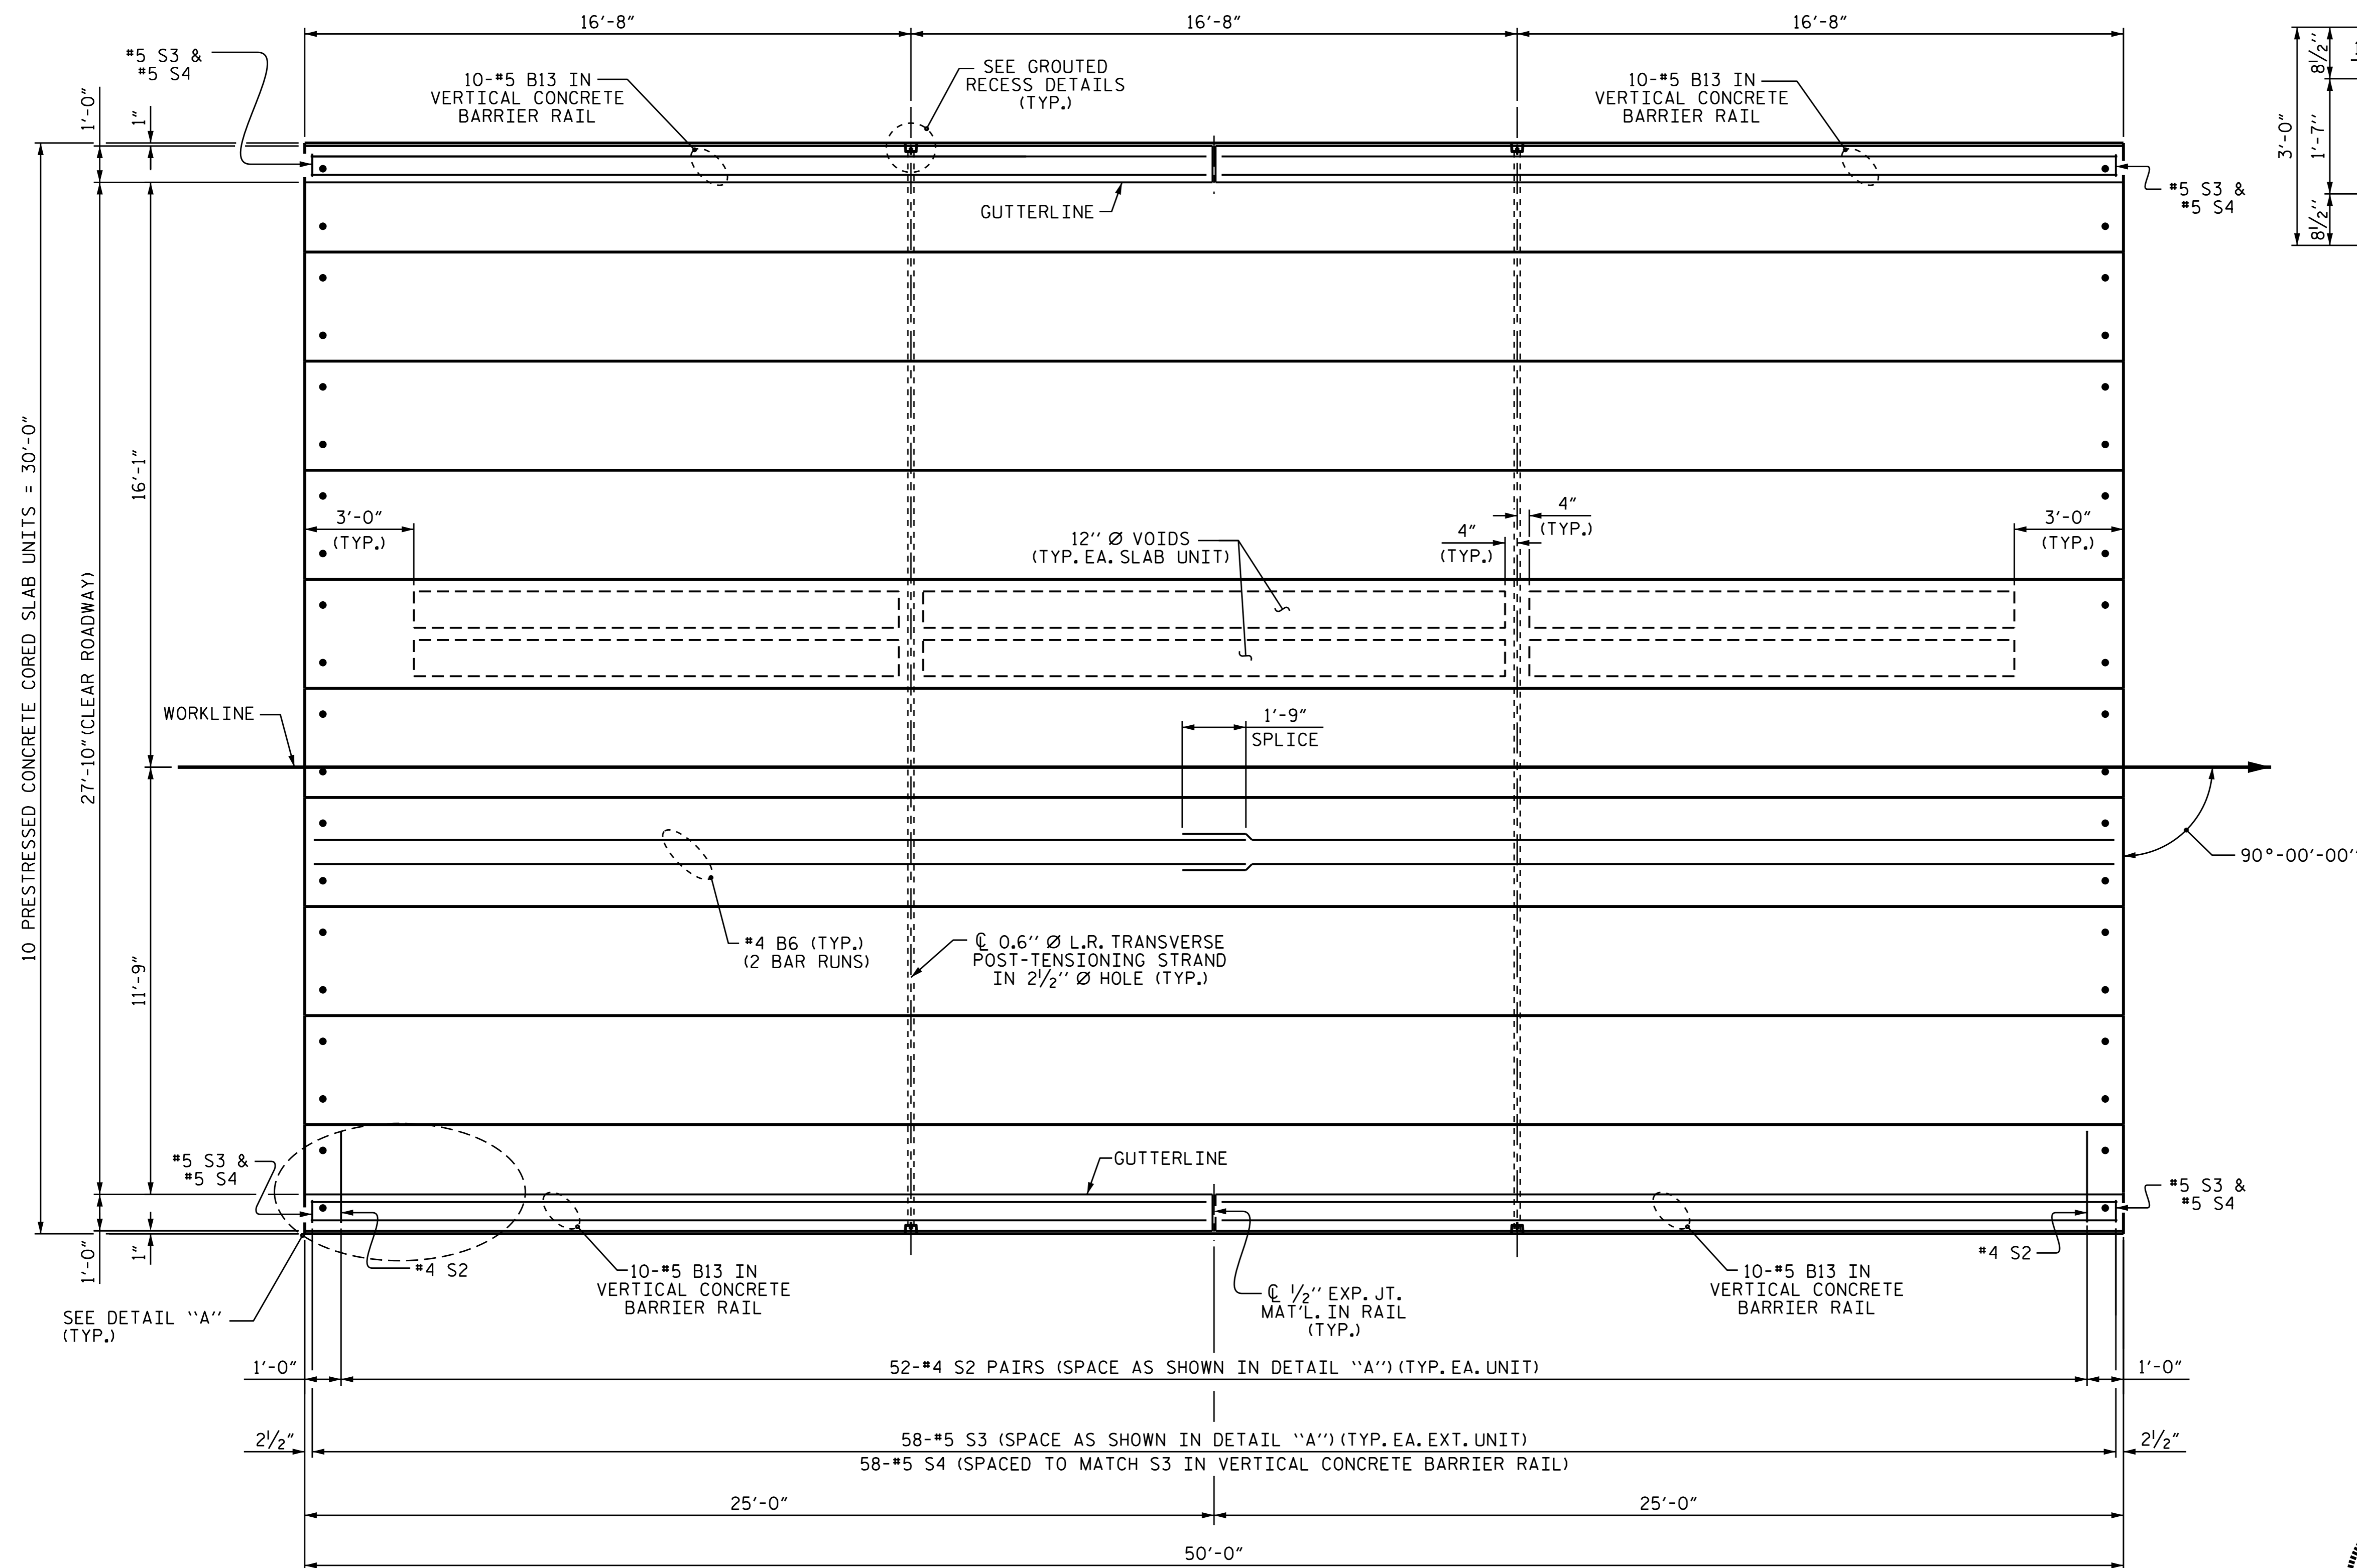 16'-8"
16'-8"
16'-8"
#5 S3 &
#5 S4
10-#5 B13 IN
VERTICAL CONCRETE
BARRIER RAIL
SEE GROUTED
RECESS DETAILS
(TYP.)
10-#5 B13 IN
VERTICAL CONCRETE
BARRIER RAIL
1'-0"
1"
3'-0"
8½''
1'-7''
8½''
#5 S3 &
#5 S4
GUTTERLINE
10 PRESTRESSED CONCRETE CORED SLAB UNITS = 30'-0"
27'-10"(CLEAR ROADWAY)
16'-1"
3'-0"
(TYP.)
12'' Ø VOIDS
(TYP. EA. SLAB UNIT)
4"
(TYP.)
4"
(TYP.)
3'-0"
(TYP.)
WORKLINE
1'-9"
SPLICE
90°-00'-00''
#4 B6 (TYP.)
(2 BAR RUNS)
℄ 0.6'' Ø L.R. TRANSVERSE
POST-TENSIONING STRAND
IN 2½'' Ø HOLE (TYP.)
11'-9"
#5 S3 &
#5 S4
GUTTERLINE
#5 S3 &
#5 S4
1'-0"
1"
#4 S2
10-#5 B13 IN
VERTICAL CONCRETE
BARRIER RAIL
℄ ½'' EXP. JT.
MAT'L. IN RAIL
(TYP.)
10-#5 B13 IN
VERTICAL CONCRETE
BARRIER RAIL
#4 S2
SEE DETAIL ``A''
(TYP.)
1'-0"
52-#4 S2 PAIRS (SPACE AS SHOWN IN DETAIL ``A'')(TYP. EA. UNIT)
1'-0"
2½"
58-#5 S3 (SPACE AS SHOWN IN DETAIL ``A'')(TYP. EA. EXT. UNIT)
58-#5 S4 (SPACED TO MATCH S3 IN VERTICAL CONCRETE BARRIER RAIL)
2½"
25'-0"
25'-0"
50'-0"